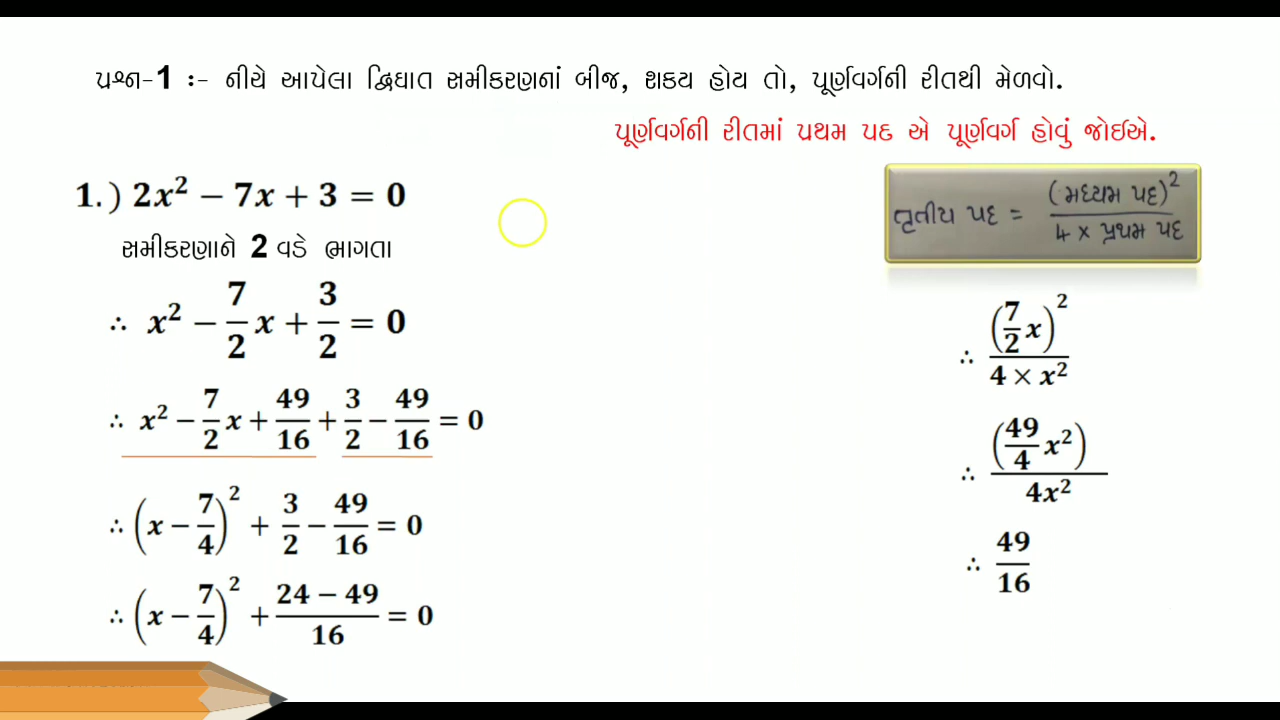 પ્રશ્ન-1 :- નીચે આપેલા દ્વિઘાત સમીકરણનાં બીજ, શક્ય હોય તો, પૂર્ણવર્ગની રીતથી મેળવો.
પૂર્ણવર્ગની રીતમાં પ્રથમ પદ એ પૂર્ણવર્ગ હોવું જોઈએ.
1.) 2x² − 7x + 3 = 0
સમીકરણાને 2 વડે ભાગતા
∴ x² − 7/2 x + 3/2 = 0
∴ x² − 7/2 x + 49/16 + 3/2 − 49/16 = 0
∴ (x − 7/4)² + 3/2 − 49/16 = 0
∴ (x − 7/4)² + (24 − 49)/16 = 0
તૃતીય પદ = (મધ્યમ પદ)² / 4 × પ્રથમ પદ
∴ (7/2 x)² / 4 × x²
∴ (49/4 x²) / 4x²
∴ 49/16